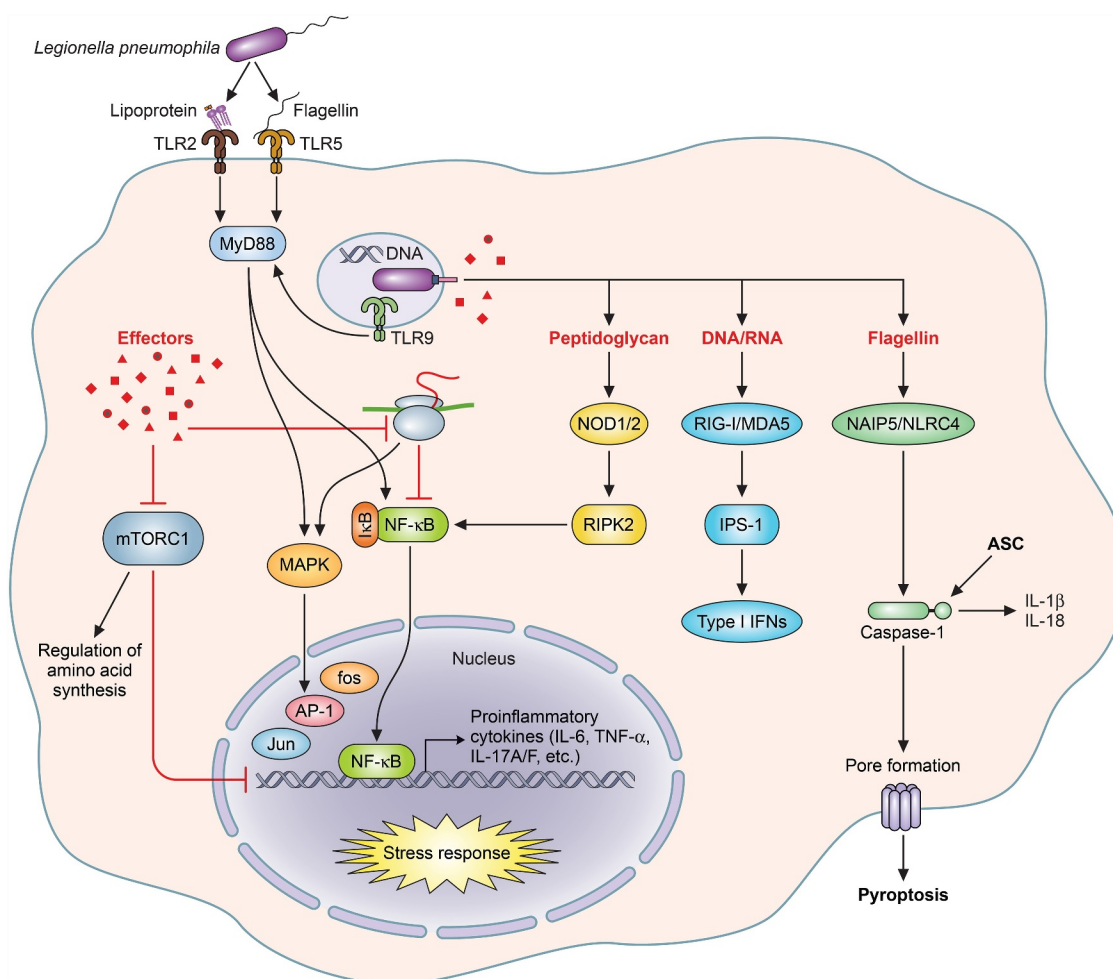 Legionella pneumophila
Lipoprotein
Flagellin
TLR2
TLR5
MyD88
DNA
TLR9
Effectors
Peptidoglycan
DNA/RNA
Flagellin
NOD1/2
RIG-I/MDA5
NAIP5/NLRC4
mTORC1
IκB
NF-κB
RIPK2
IPS-1
ASC
MAPK
Type I IFNs
Caspase-1
IL-1β
IL-18
Regulation of
amino acid
synthesis
Nucleus
fos
AP-1
Jun
NF-κB
Proinflammatory
cytokines (IL-6, TNF-α,
IL-17A/F, etc.)
Stress response
Pore formation
Pyroptosis